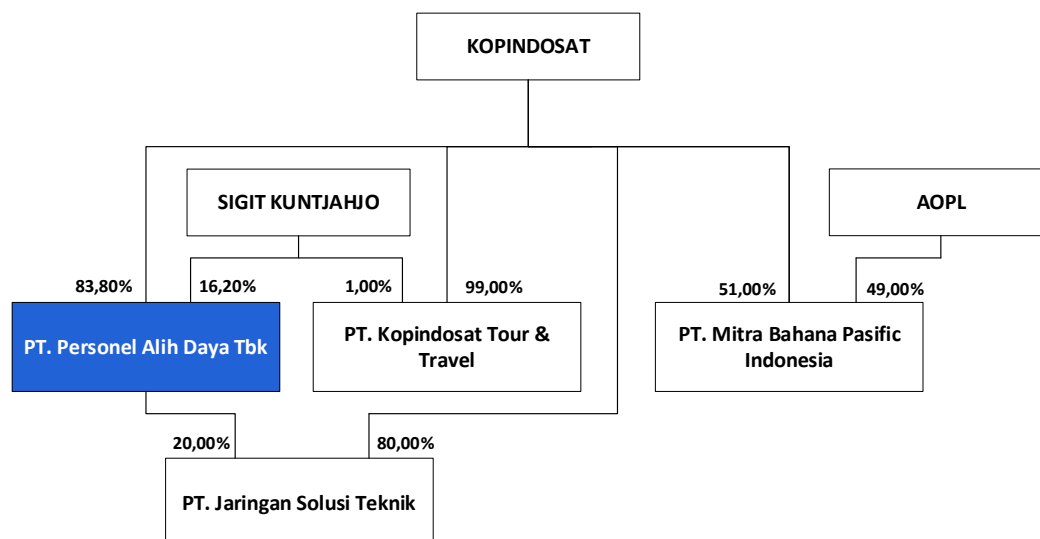 KOPINDOSAT
SIGIT KUNTJAHJO
AOPL
83,80%
16,20%
1,00%
99,00%
51,00%
49,00%
PT. Personel Alih Daya Tbk
PT. Kopindosat Tour &
Travel
PT. Mitra Bahana Pasific
Indonesia
20,00%
80,00%
PT. Jaringan Solusi Teknik